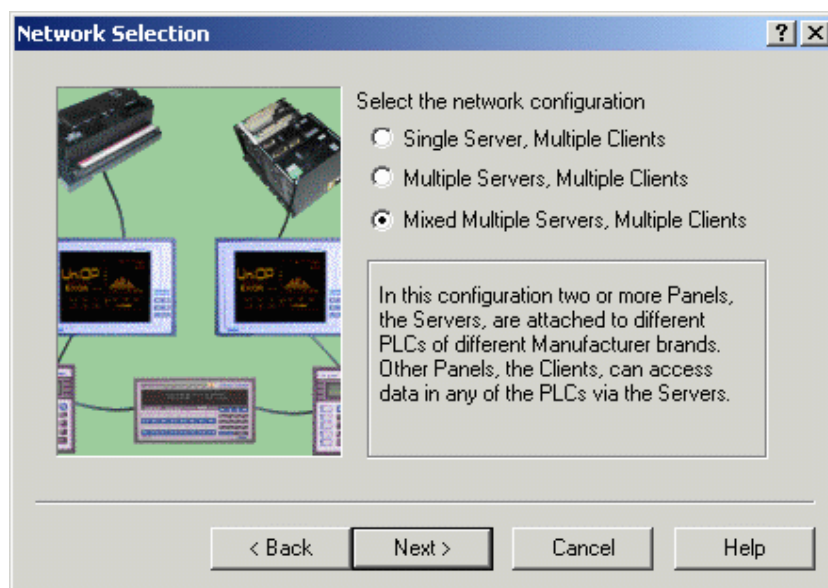 Network Selection
Select the network configuration
Single Server, Multiple Clients
Multiple Servers, Multiple Clients
Mixed Multiple Servers, Multiple Clients
In this configuration two or more Panels,
the Servers, are attached to different
PLCs of different Manufacturer brands.
Other Panels, the Clients, can access
data in any of the PLCs via the Servers.
< Back
Next >
Cancel
Help